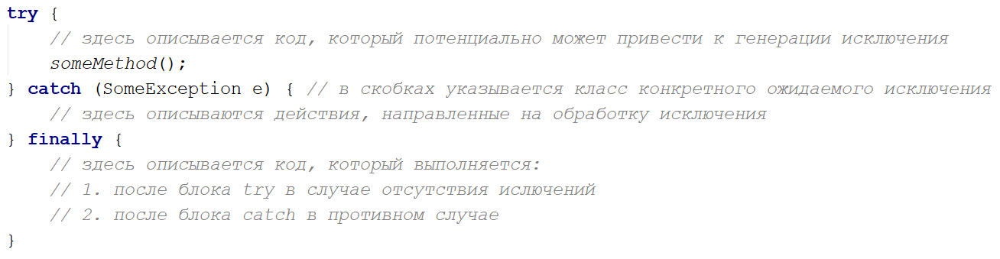 try {
// здесь описывается код, который потенциально может привести к генерации исключения
someMethod();
} catch (SomeException e) { // в скобках указывается класс конкретного ожидаемого исключения
// здесь описываются действия, направленные на обработку исключения
} finally {
// здесь описывается код, который выполняется:
// 1. после блока try в случае отсутствия ислючений
// 2. после блока catch в противном случае
}